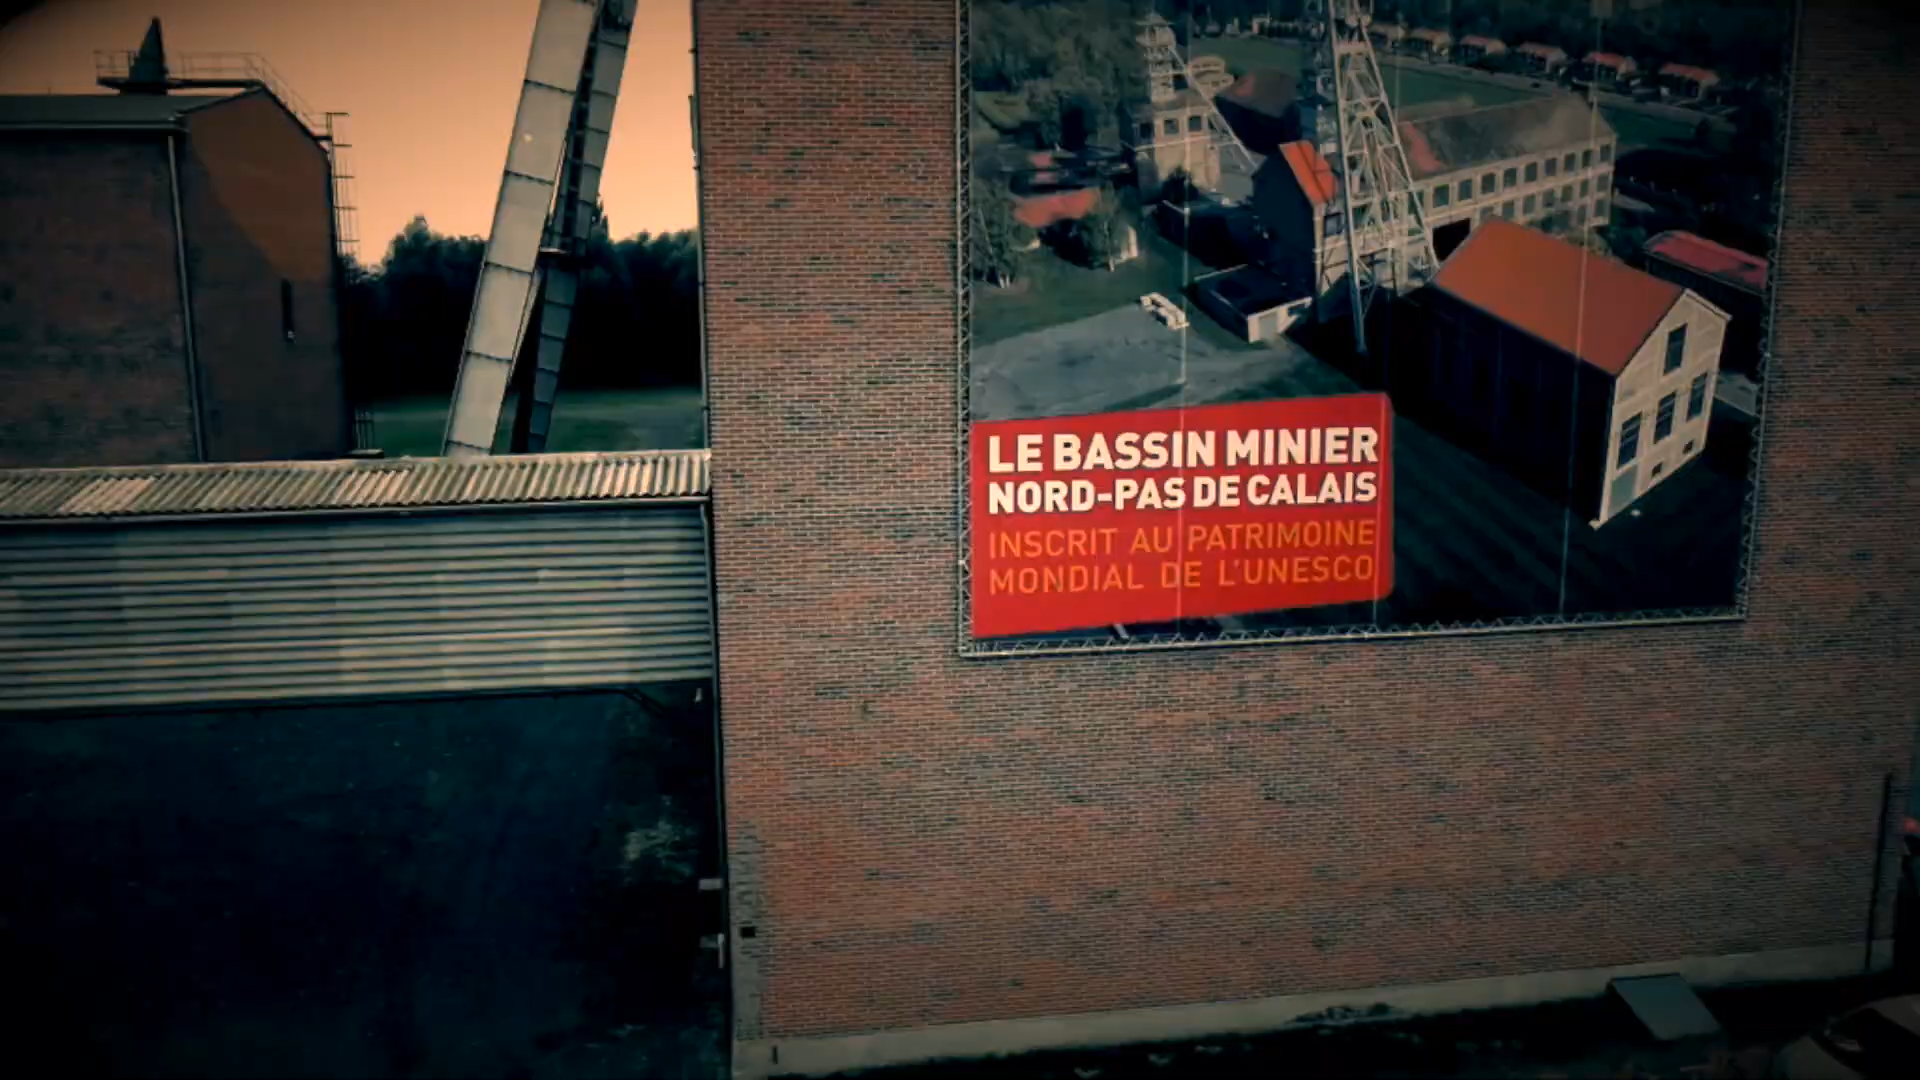 LE BASSIN MINIER
NORD-PAS DE CALAIS
INSCRIT AU PATRIMOINE
MONDIAL DE L'UNESCO